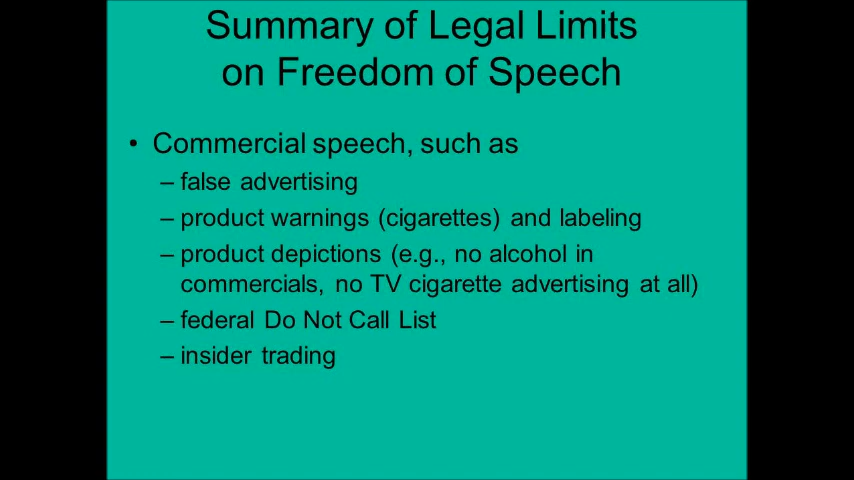 Summary of Legal Limits
on Freedom of Speech
• Commercial speech, such as
– false advertising
– product warnings (cigarettes) and labeling
– product depictions (e.g., no alcohol in
commercials, no TV cigarette advertising at all)
– federal Do Not Call List
– insider trading